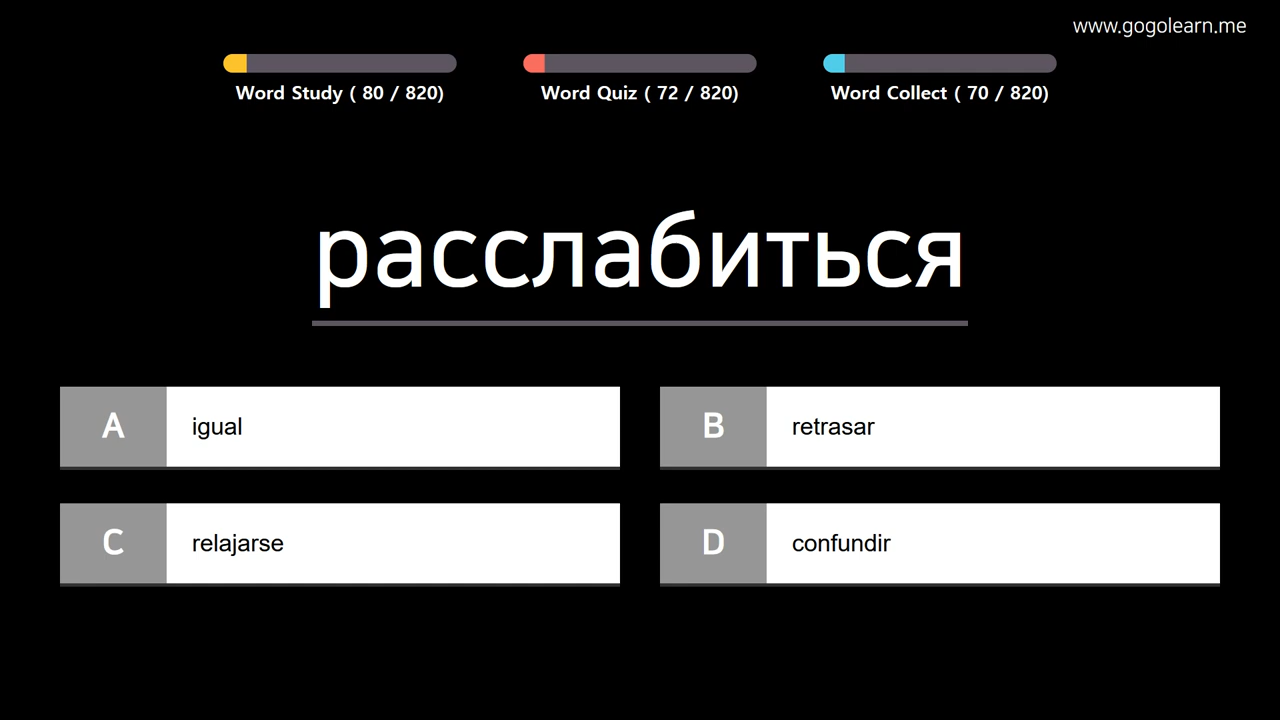 www.gogolearn.me
Word Study ( 80 / 820)
Word Quiz ( 72 / 820)
Word Collect ( 70 / 820)
расслабиться
A igual
B retrasar
C relajarse
D confundir